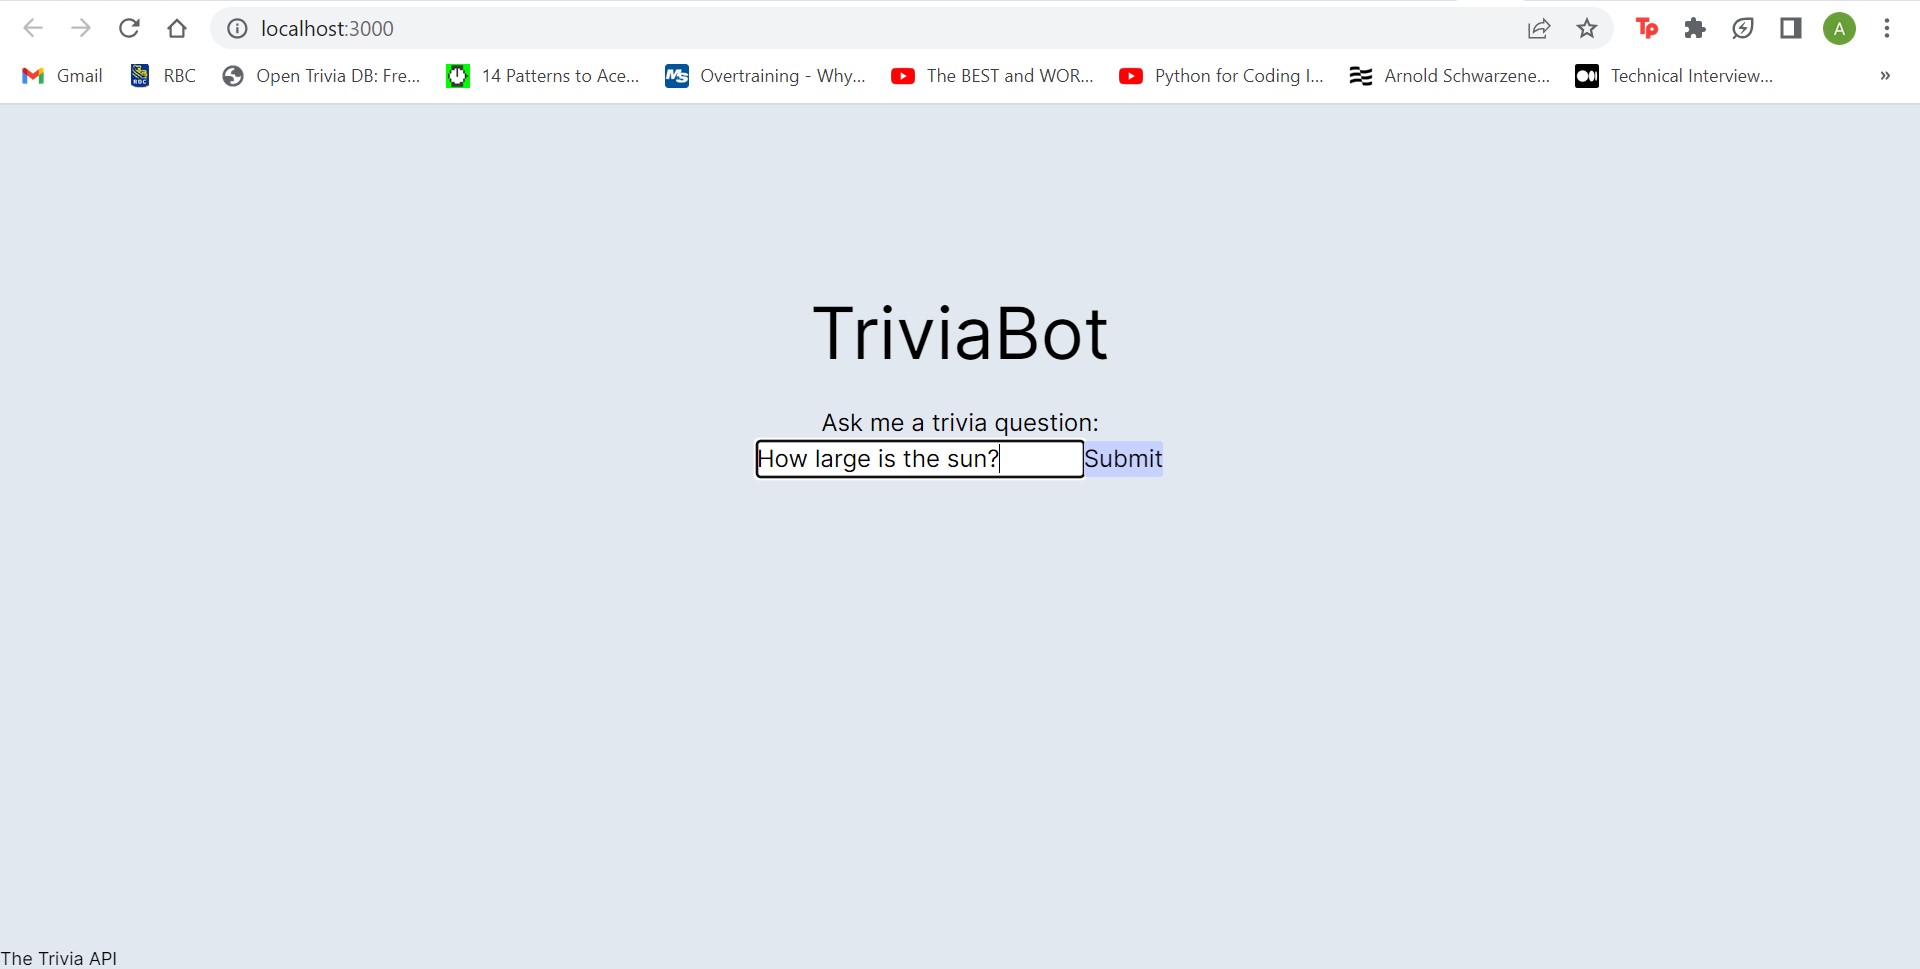 localhost:3000
A
Gmail
RBC
Open Trivia DB: Fre...
14 Patterns to Ace...
Ms Overtraining - Why...
The BEST and WOR...
Python for Coding I...
Arnold Schwarzene...
Technical Interview...
»
TriviaBot
Ask me a trivia question:
How large is the sun? Submit
The Trivia API